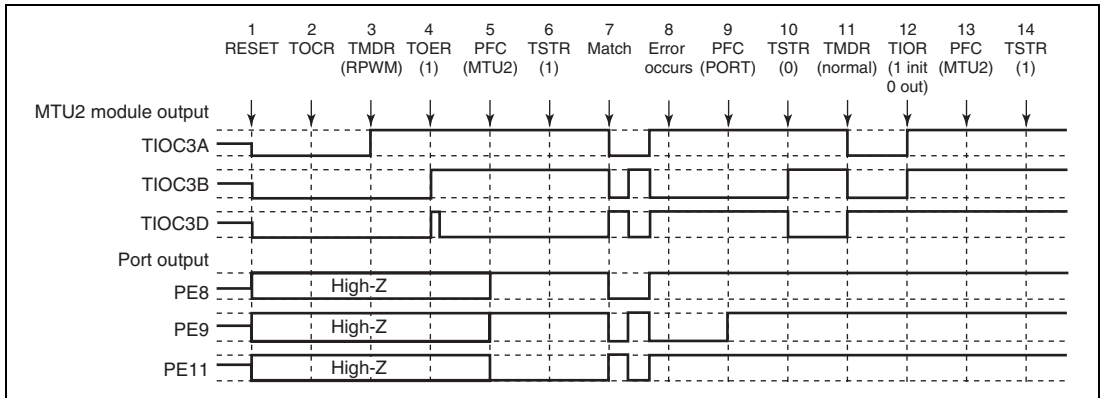 1 2 3 4 5 6 7 8 9 10 11 12 13 14
RESET TOCR TMDR TOER PFC TSTR Match Error PFC TSTR TMDR TIOR PFC TSTR
(RPWM) (1) (MTU2) (1) occurs (PORT) (0) (normal) (1 init (MTU2) (1)
0 out)
MTU2 module output
TIOC3A
TIOC3B
TIOC3D
Port output
PE8 High-Z
PE9 High-Z
PE11 High-Z